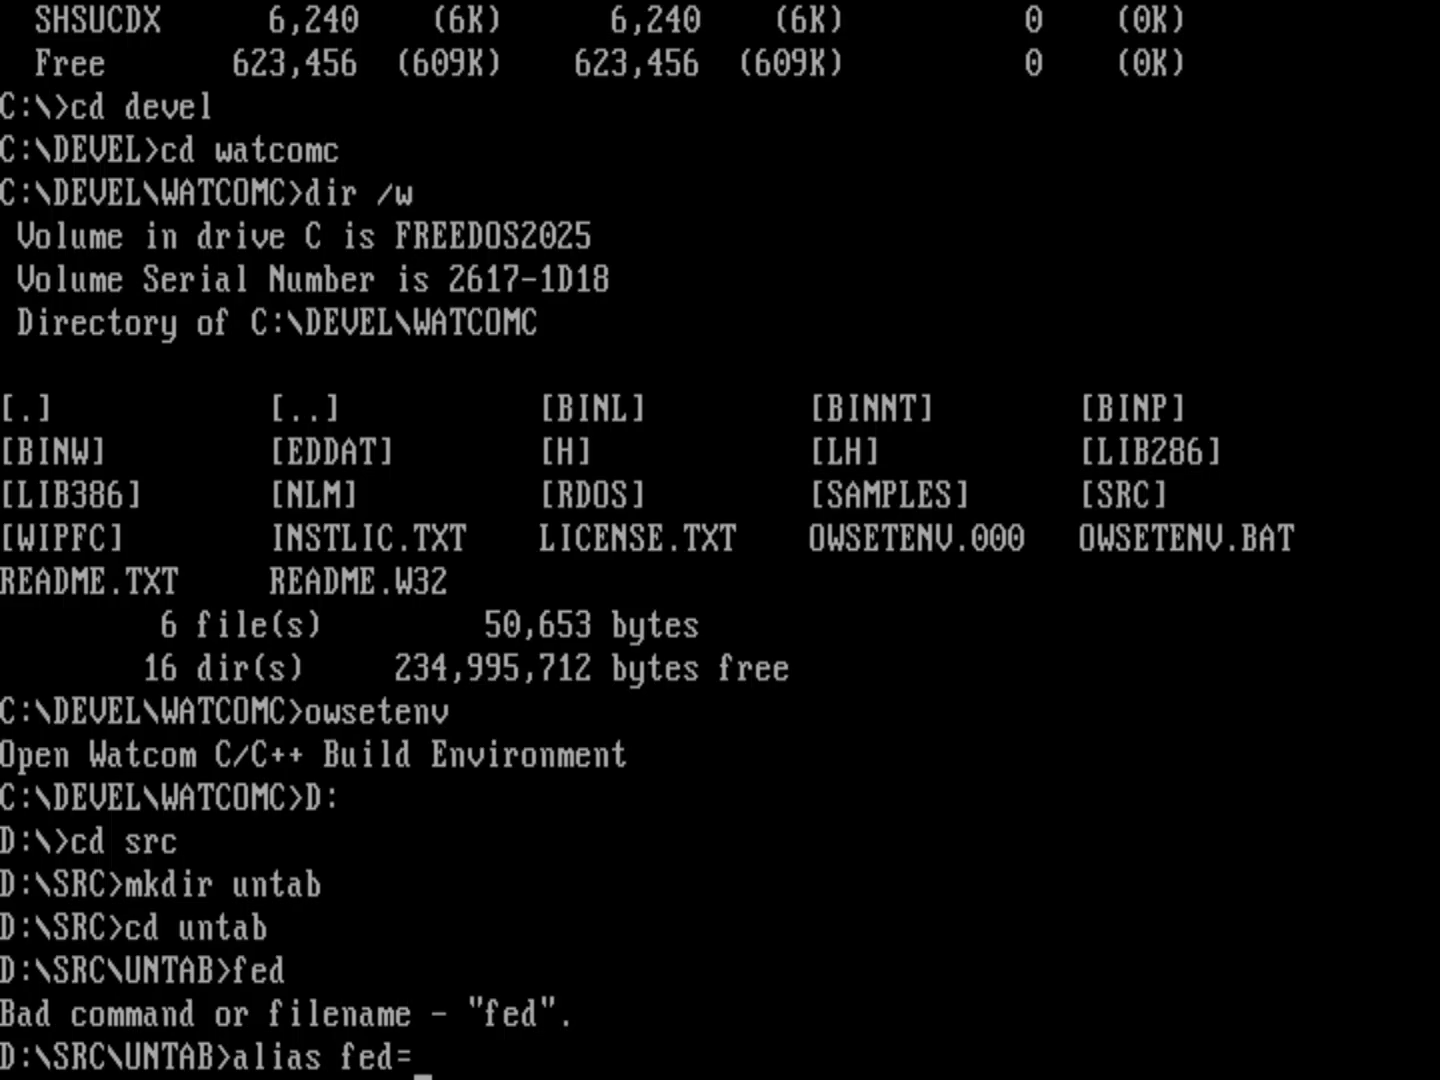 SHSUCDX 6,240 (6K) 6,240 (6K) 0 (0K)
Free 623,456 (609K) 623,456 (609K) 0 (0K)
C:\>cd devel
C:\DEVEL>cd watcomc
C:\DEVEL\WATCOMC>dir /w
Volume in drive C is FREEDOS2025
Volume Serial Number is 2617-1D18
Directory of C:\DEVEL\WATCOMC
[.] [..] [BINL] [BINNT] [BINP]
[BINW] [EDDAT] [H] [LH] [LIB286]
[LIB386] [NLM] [RDOS] [SAMPLES] [SRC]
[WIPFC] INSTLIC.TXT LICENSE.TXT OWSETENV.000 OWSETENV.BAT
README.TXT README.W32
6 file(s) 50,653 bytes
16 dir(s) 234,995,712 bytes free
C:\DEVEL\WATCOMC>owsetenv
Open Watcom C/C++ Build Environment
C:\DEVEL\WATCOMC>D:
D:\>cd src
D:\SRC>mkdir untab
D:\SRC>cd untab
D:\SRC\UNTAB>fed
Bad command or filename - "fed".
D:\SRC\UNTAB>alias fed=_